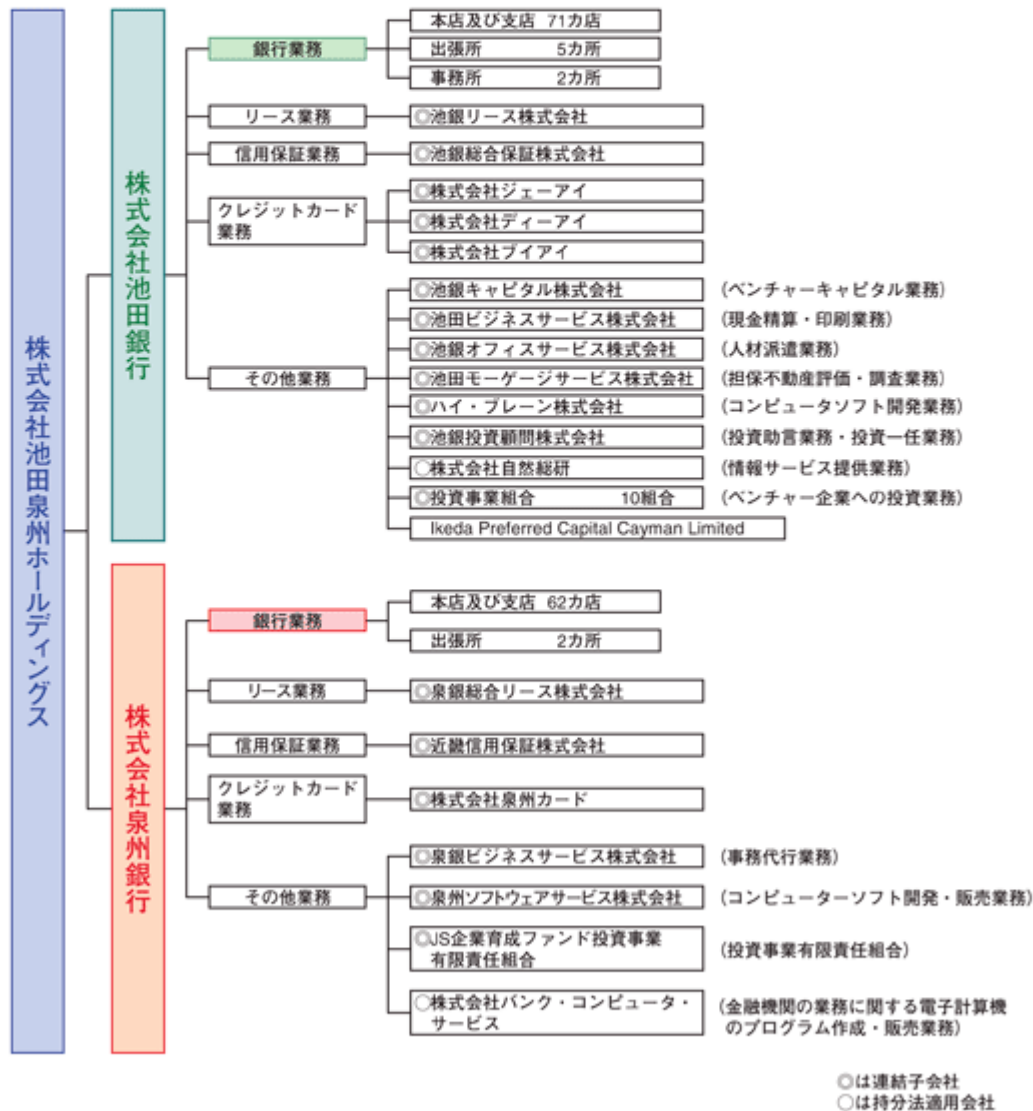 株式会社池田泉州ホールディングス
株式会社池田銀行
銀行業務
本店及び支店 71カ店
出張所 5カ所
事務所 2カ所
リース業務
◎池銀リース株式会社
信用保証業務
◎池銀総合保証株式会社
クレジットカード
業務
◎株式会社ジェーアイ
◎株式会社ディーアイ
◎株式会社ブイアイ
その他業務
◎池銀キャピタル株式会社 (ベンチャーキャピタル業務)
◎池田ビジネスサービス株式会社 (現金精算・印刷業務)
◎池銀オフィスサービス株式会社 (人材派遣業務)
◎池田モーゲージサービス株式会社 (担保不動産評価・調査業務)
◎ハイ・ブレーン株式会社 (コンピュータソフト開発業務)
◎池銀投資顧問株式会社 (投資助言業務・投資一任業務)
○株式会社自然総研 (情報サービス提供業務)
◎投資事業組合 10組合 (ベンチャー企業への投資業務)
Ikeda Preferred Capital Cayman Limited
株式会社泉州銀行
銀行業務
本店及び支店 62カ店
出張所 2カ所
リース業務
◎泉銀総合リース株式会社
信用保証業務
◎近畿信用保証株式会社
クレジットカード
業務
◎株式会社泉州カード
その他業務
◎泉銀ビジネスサービス株式会社 (事務代行業務)
◎泉州ソフトウェアサービス株式会社 (コンピューターソフト開発・販売業務)
◎JS企業育成ファンド投資事業
有限責任組合
(投資事業有限責任組合)
○株式会社バンク・コンピュータ・
サービス
(金融機関の業務に関する電子計算機
のプログラム作成・販売業務)
◎は連結子会社
○は持分法適用会社